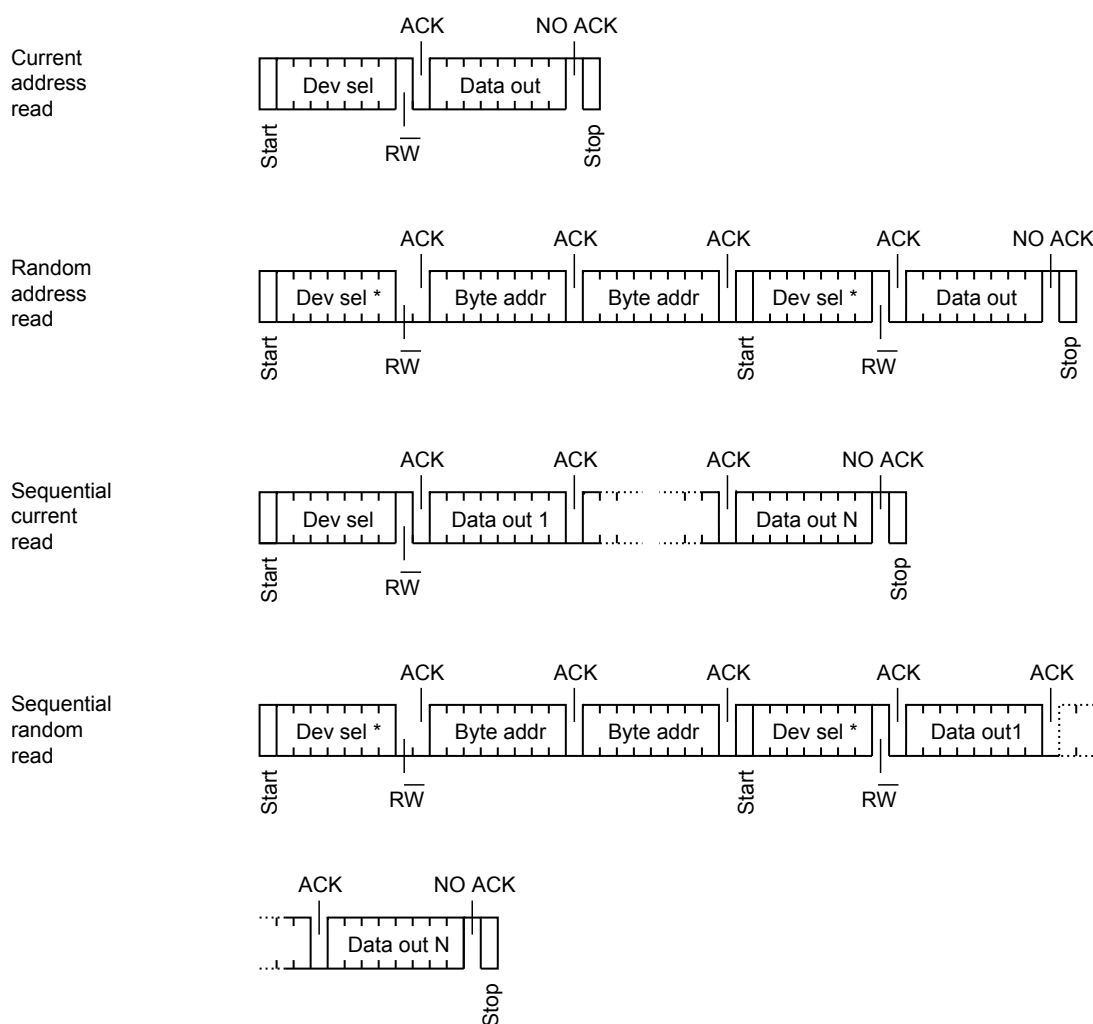 ACK NO ACK
Current
address
read
Dev sel Data out
Start RW̅ Stop
ACK ACK ACK ACK NO ACK
Random
address
read
Dev sel * Byte addr Byte addr Dev sel * Data out
Start RW̅ Start RW̅ Stop
ACK ACK ACK NO ACK
Sequential
current
read
Dev sel Data out 1 Data out N
Start RW̅ Stop
ACK ACK ACK ACK ACK
Sequential
random
read
Dev sel * Byte addr Byte addr Dev sel * Data out1
Start RW̅ Start RW̅
ACK NO ACK
Data out N
Stop